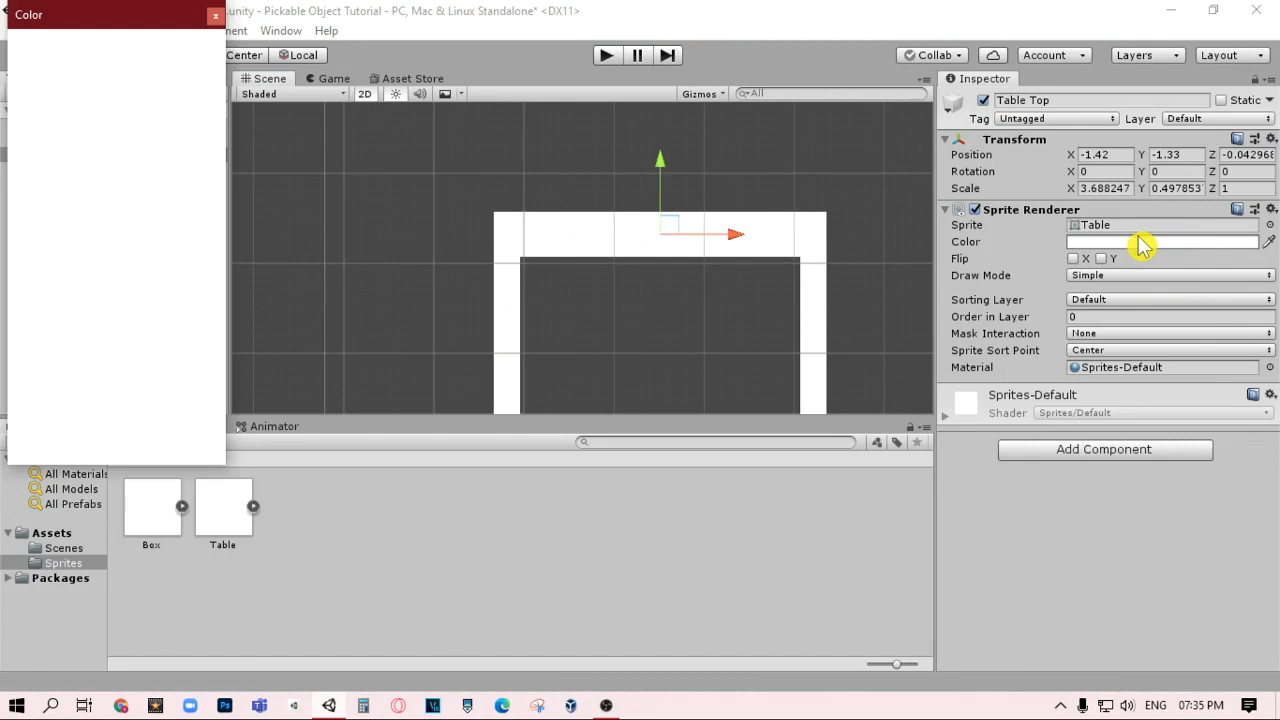 Color
x
.unity - Pickable Object Tutorial - PC, Mac & Linux Standalone* <DX11>
ment Window Help
Center Local
Collab Account Layers Layout
Scene Game Asset Store
Shaded 2D Gizmos All
Inspector
Table Top Static
Tag Untagged Layer Default
Transform
Position X -1.42 Y -1.33 Z -0.042968
Rotation X 0 Y 0 Z 0
Scale X 3.688247 Y 0.497853 Z 1
Sprite Renderer
Sprite Table
Color
Flip X Y
Draw Mode Simple
Sorting Layer Default
Order in Layer 0
Mask Interaction None
Sprite Sort Point Center
Material Sprites-Default
Sprites-Default
Shader Sprites/Default
Add Component
Animator
All Materials
All Models
All Prefabs
Assets
Scenes
Sprites
Packages
Box Table
ENG 07:35 PM